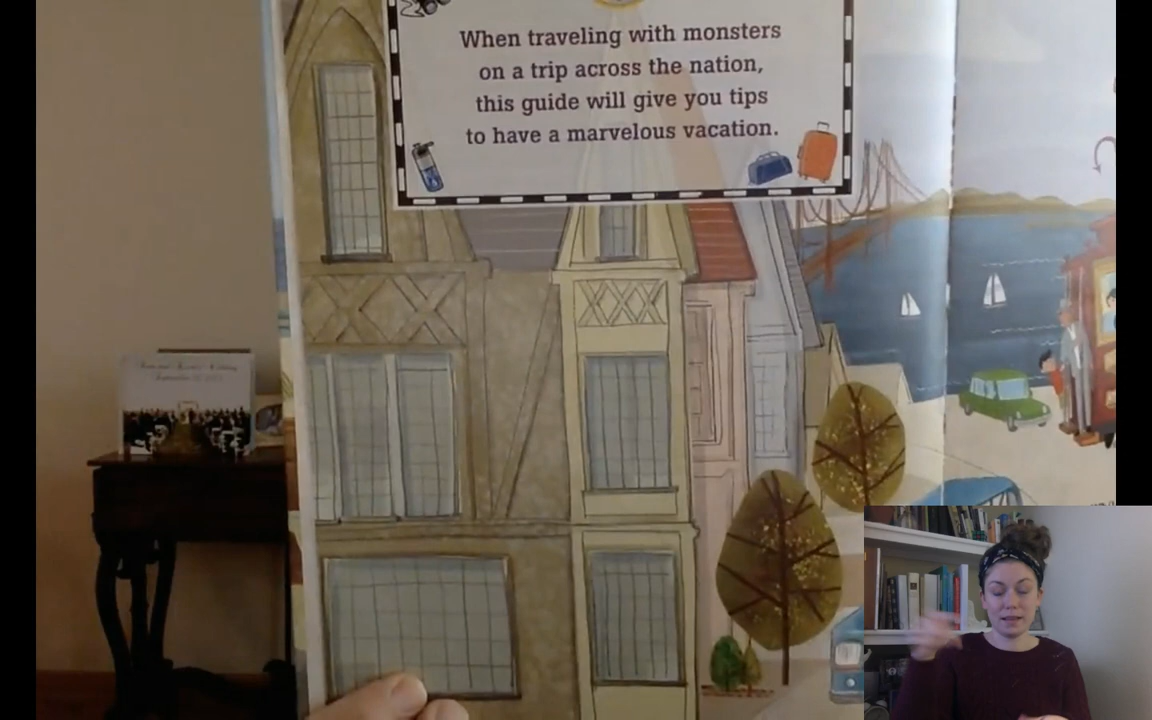 When traveling with monsters
on a trip across the nation,
this guide will give you tips
to have a marvelous vacation.